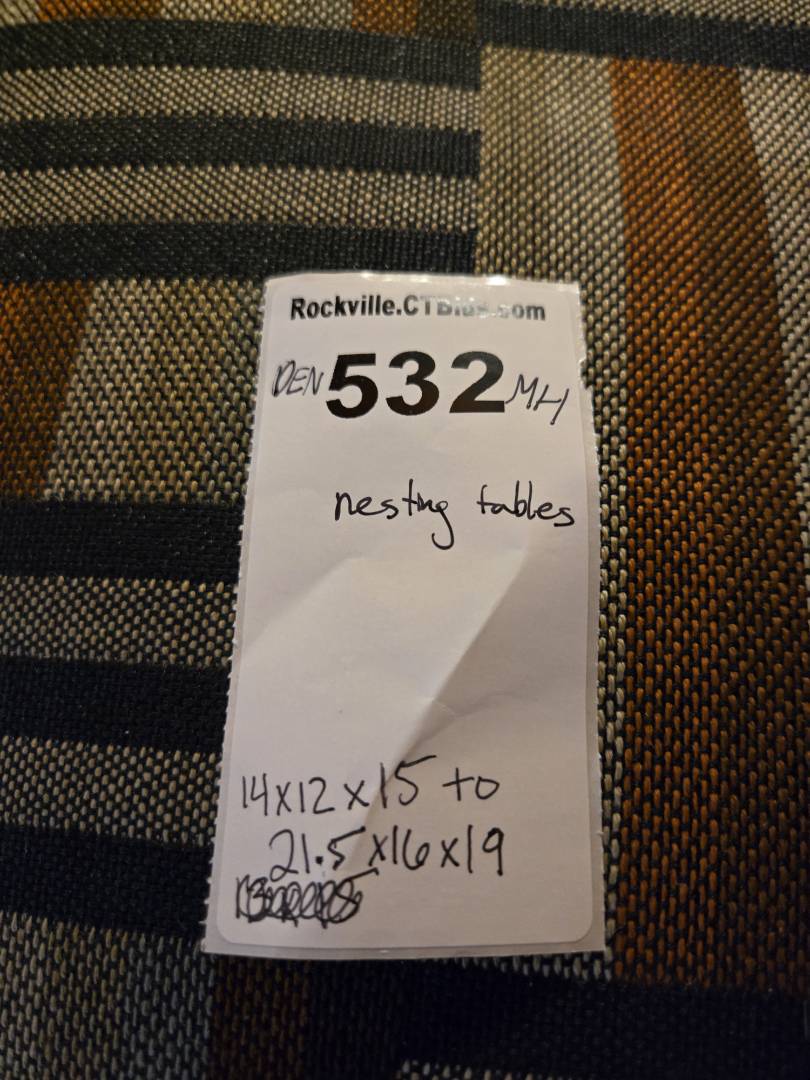 Rockville.CTBids.com
DEN 532 MH
nesting tables
14x12x15 to
21.5x16x19